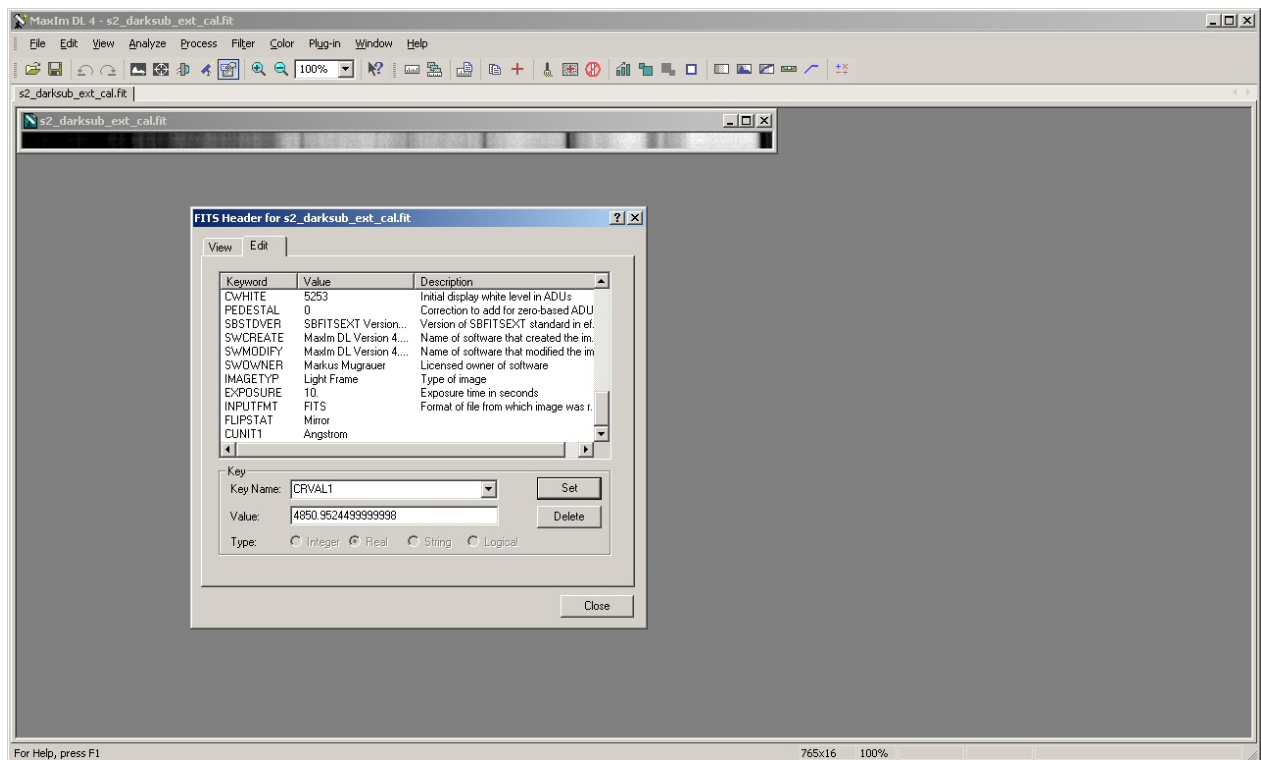 MaxIm DL 4 - s2_darksub_ext_cal.fit
File Edit View Analyze Process Filter Color Plug-in Window Help
100%
s2_darksub_ext_cal.fit
s2_darksub_ext_cal.fit
FITS Header for s2_darksub_ext_cal.fit
View Edit
Keyword Value Description
CWHITE 5253 Initial display white level in ADUs
PEDESTAL 0 Correction to add for zero-based ADU
SBSTDVER SBFITSEXT Version... Version of SBFITSEXT standard in ef.
SWCREATE MaxIm DL Version 4.... Name of software that created the im.
SWMODIFY MaxIm DL Version 4.... Name of software that modified the im
SWOWNER Markus Mugrauer Licensed owner of software
IMAGETYP Light Frame Type of image
EXPOSURE 10. Exposure time in seconds
INPUTFMT FITS Format of file from which image was r.
FLIPSTAT Mirror
CUNIT1 Angstrom
Key
Key Name: CRVAL1 Set
Value: 4850.9524499999998 Delete
Type: Integer Real String Logical
Close
For Help, press F1 765x16 100%